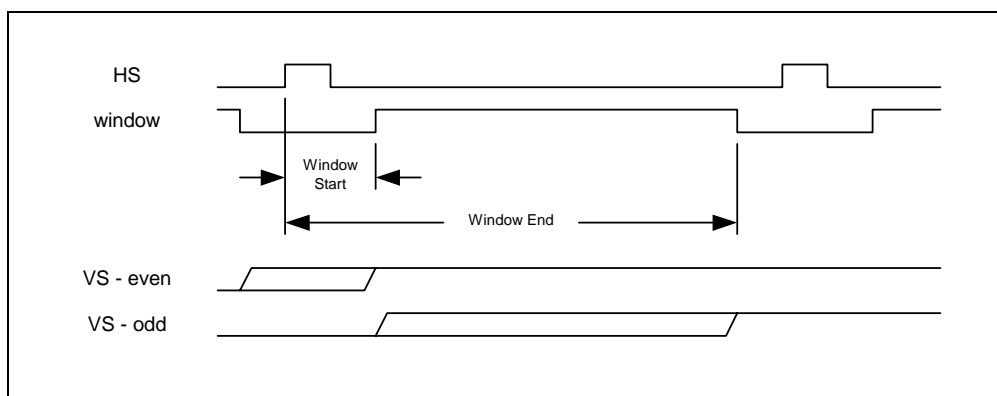 HS
window
Window
Start
Window End
VS - even
VS - odd